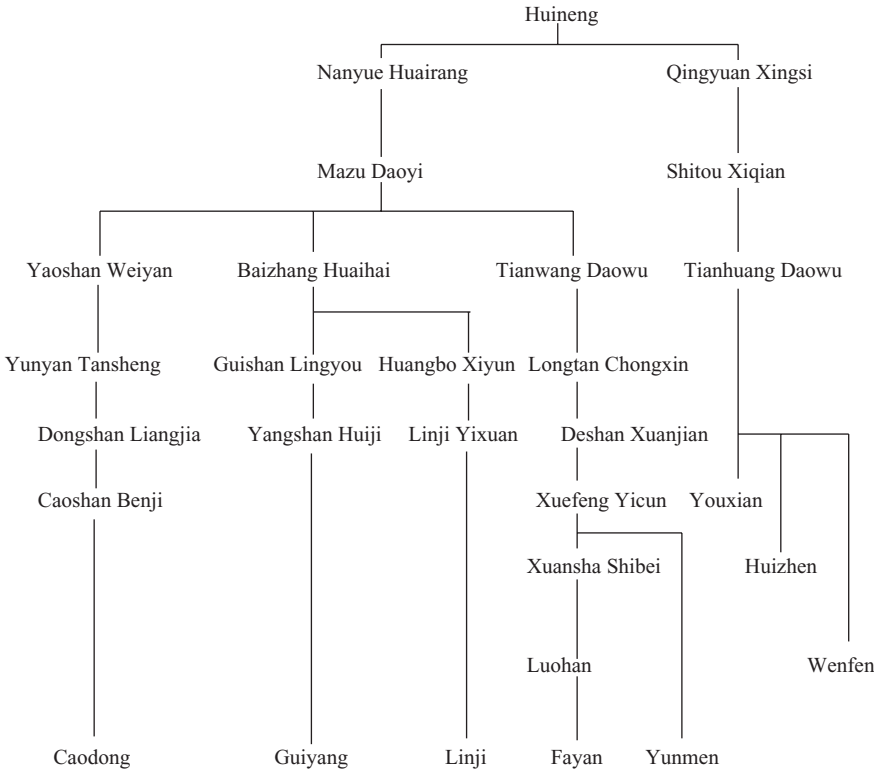 Huineng
Nanyue Huairang Qingyuan Xingsi
Mazu Daoyi Shitou Xiqian
Yaoshan Weiyan Baizhang Huaihai Tianwang Daowu Tianhuang Daowu
Yunyan Tansheng Guishan Lingyou Huangbo Xiyun Longtan Chongxin
Dongshan Liangjia Yangshan Huiji Linji Yixuan Deshan Xuanjian
Caoshan Benji Xuefeng Yicun Youxian
Xuansha Shibei Huizhen
Luohan Wenfen
Caodong Guiyang Linji Fayan Yunmen